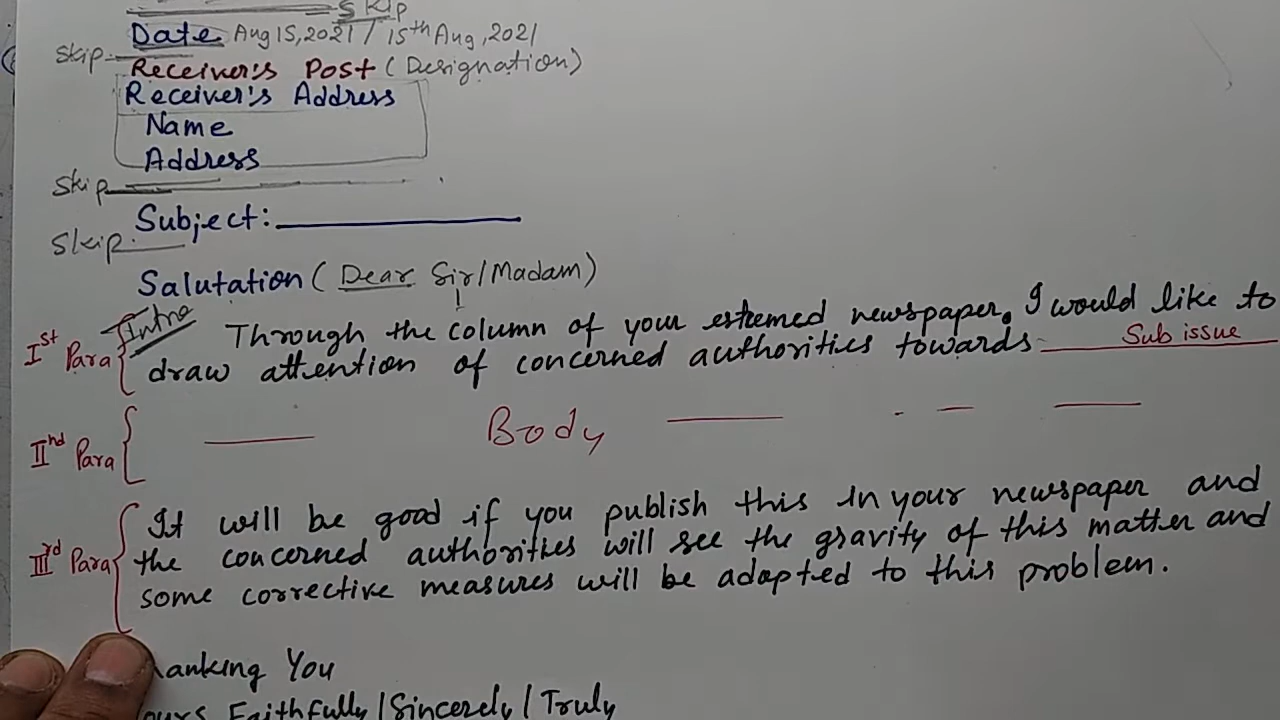 Skip
Date Aug 15, 2021 / 15th Aug, 2021
Skip
Receiver's Post (Designation)
Receiver's Address
Name
Address
Skip
Subject:
Skip
Salutation (Dear Sir/Madam)
Intro
Ist Para
Through the column of your estemed newspaper. I would like to
draw attention of concerned authorities towards Sub issue
IInd Para
Body
IIIrd Para
It will be good if you publish this in your newspaper and
the concerned authorities will see the gravity of this matter and
some corrective measures will be adopted to this problem.
hanking You
ours Faithfully/Sincerely/Truly